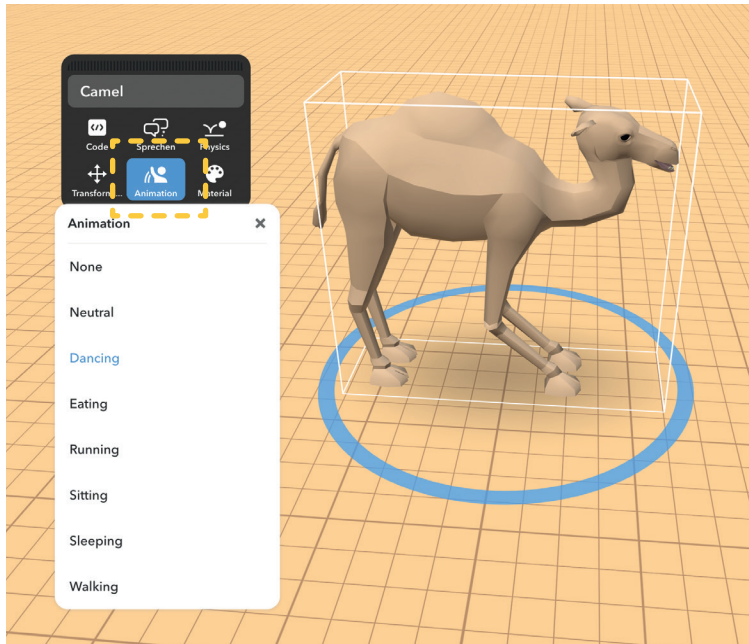 Camel
Code Sprechen Physics
Transform... Animation Material
Animation
None
Neutral
Dancing
Eating
Running
Sitting
Sleeping
Walking